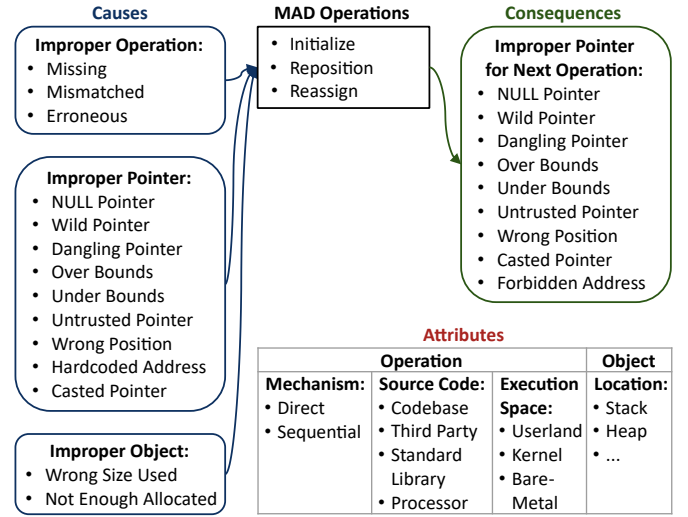 Causes
Improper Operation:
• Missing
• Mismatched
• Erroneous
Improper Pointer:
• NULL Pointer
• Wild Pointer
• Dangling Pointer
• Over Bounds
• Under Bounds
• Untrusted Pointer
• Wrong Position
• Hardcoded Address
• Casted Pointer
Improper Object:
• Wrong Size Used
• Not Enough Allocated
MAD Operations
• Initialize
• Reposition
• Reassign
Consequences
Improper Pointer
for Next Operation:
• NULL Pointer
• Wild Pointer
• Dangling Pointer
• Over Bounds
• Under Bounds
• Untrusted Pointer
• Wrong Position
• Casted Pointer
• Forbidden Address
Attributes
Operation
Object
Mechanism:
• Direct
• Sequential
Source Code:
• Codebase
• Third Party
• Standard
Library
• Processor
Execution
Space:
• Userland
• Kernel
• Bare-
Metal
Location:
• Stack
• Heap
• ...